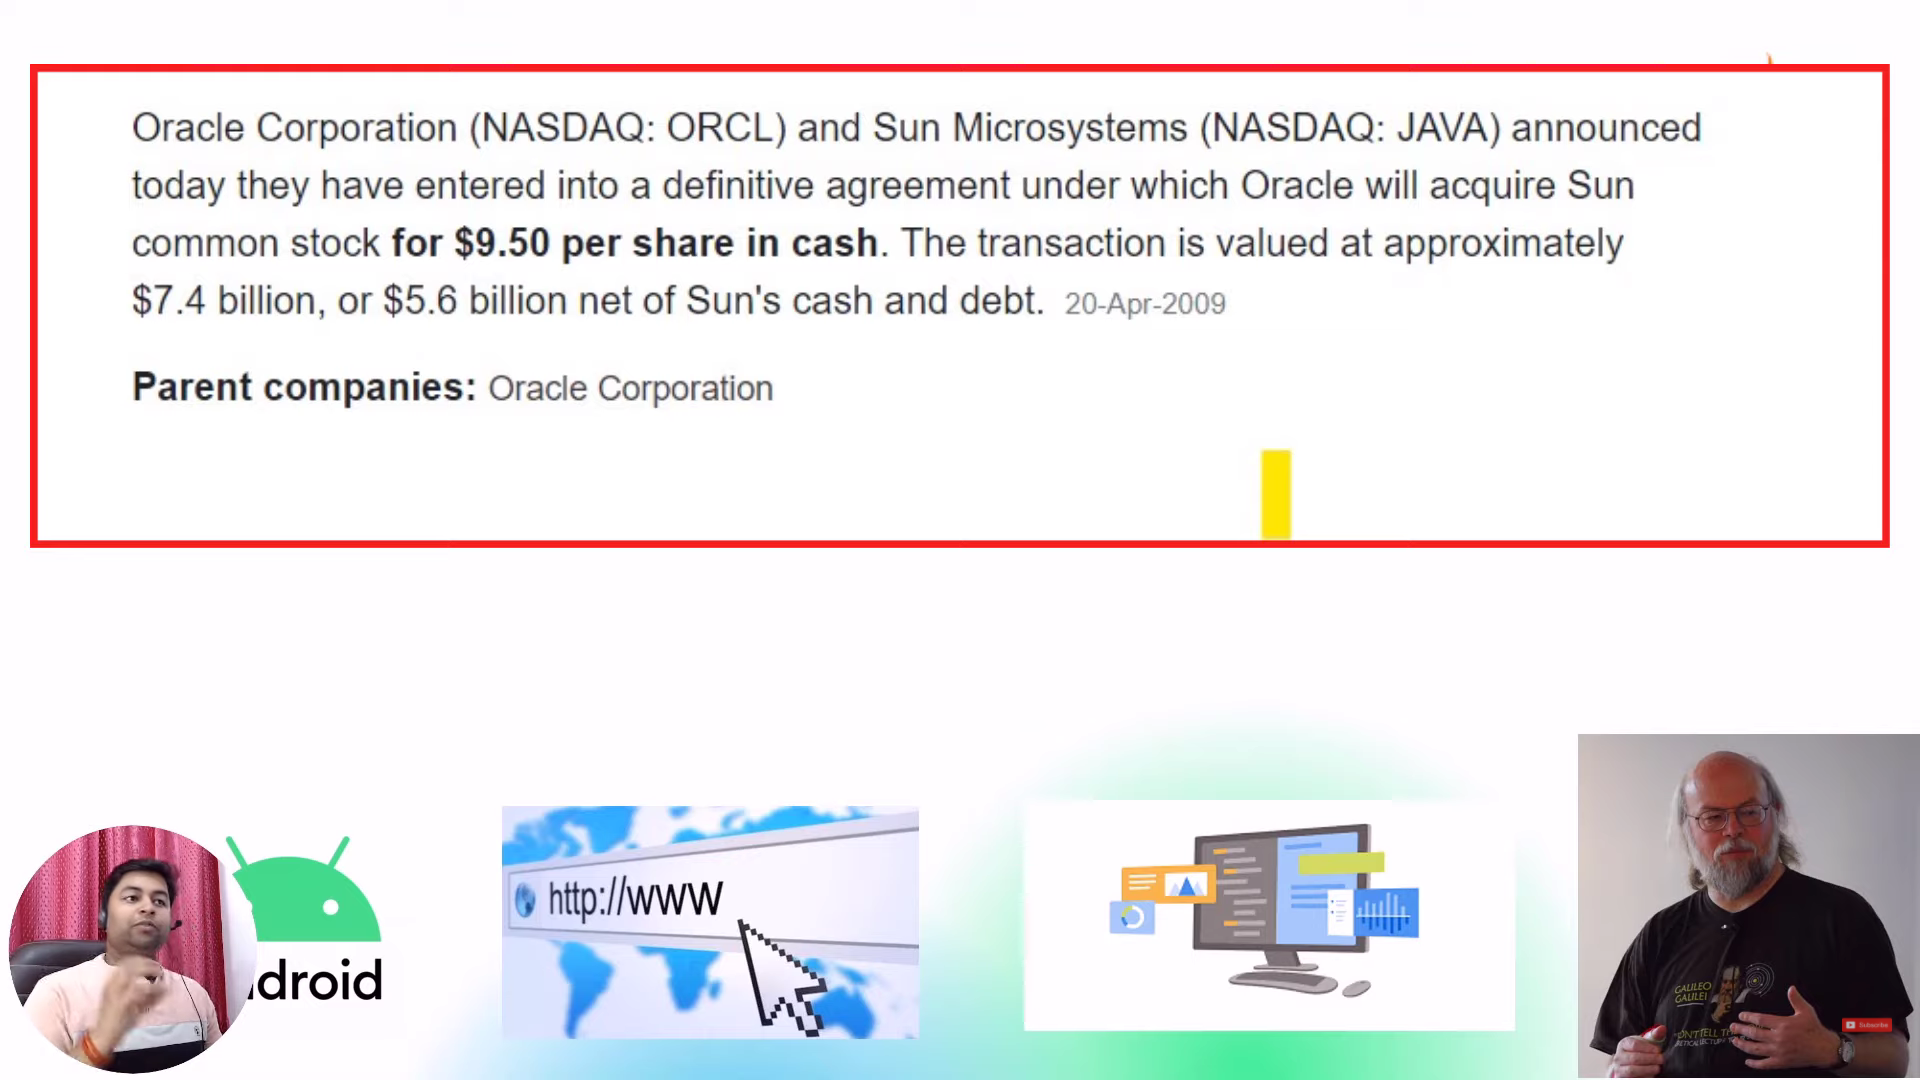 Oracle Corporation (NASDAQ: ORCL) and Sun Microsystems (NASDAQ: JAVA) announced
today they have entered into a definitive agreement under which Oracle will acquire Sun
common stock for $9.50 per share in cash. The transaction is valued at approximately
$7.4 billion, or $5.6 billion net of Sun's cash and debt. 20-Apr-2009
Parent companies: Oracle Corporation
http://www
droid
GALILEO
GALILEI
Subscribe